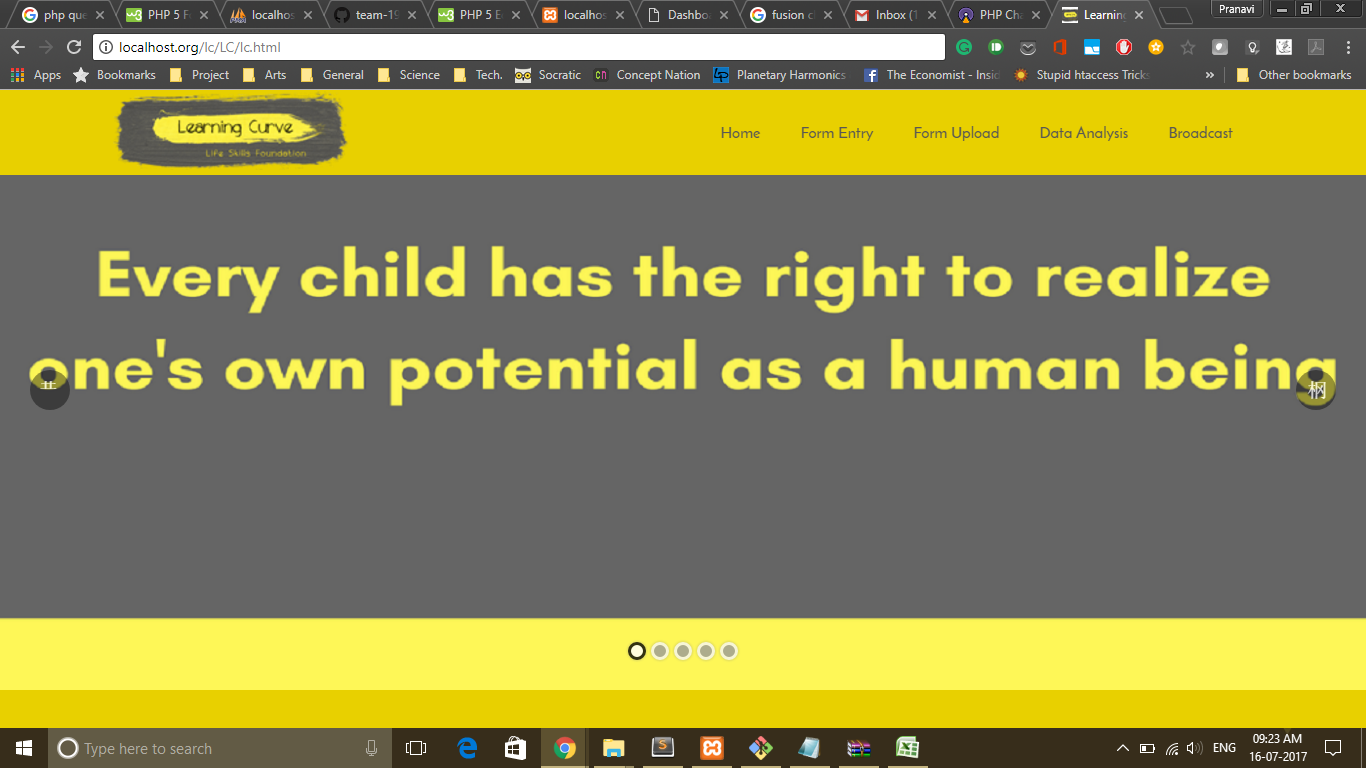 php que
PHP 5 F
localhos
team-19
PHP 5 E
localhos
Dashbo
fusion c
Inbox (1
PHP Cha
Learning
Pranavi
localhost.org/lc/LC/lc.html
Apps
Bookmarks
Project
Arts
General
Science
Tech.
Socratic
Concept Nation
Planetary Harmonics
The Economist - Insid
Stupid htaccess Tricks
»
Other bookmarks
Learning Curve
Life Skills Foundation
Home
Form Entry
Form Upload
Data Analysis
Broadcast
Every child has the right to realize
one's own potential as a human being
Type here to search
ENG
09:23 AM
16-07-2017